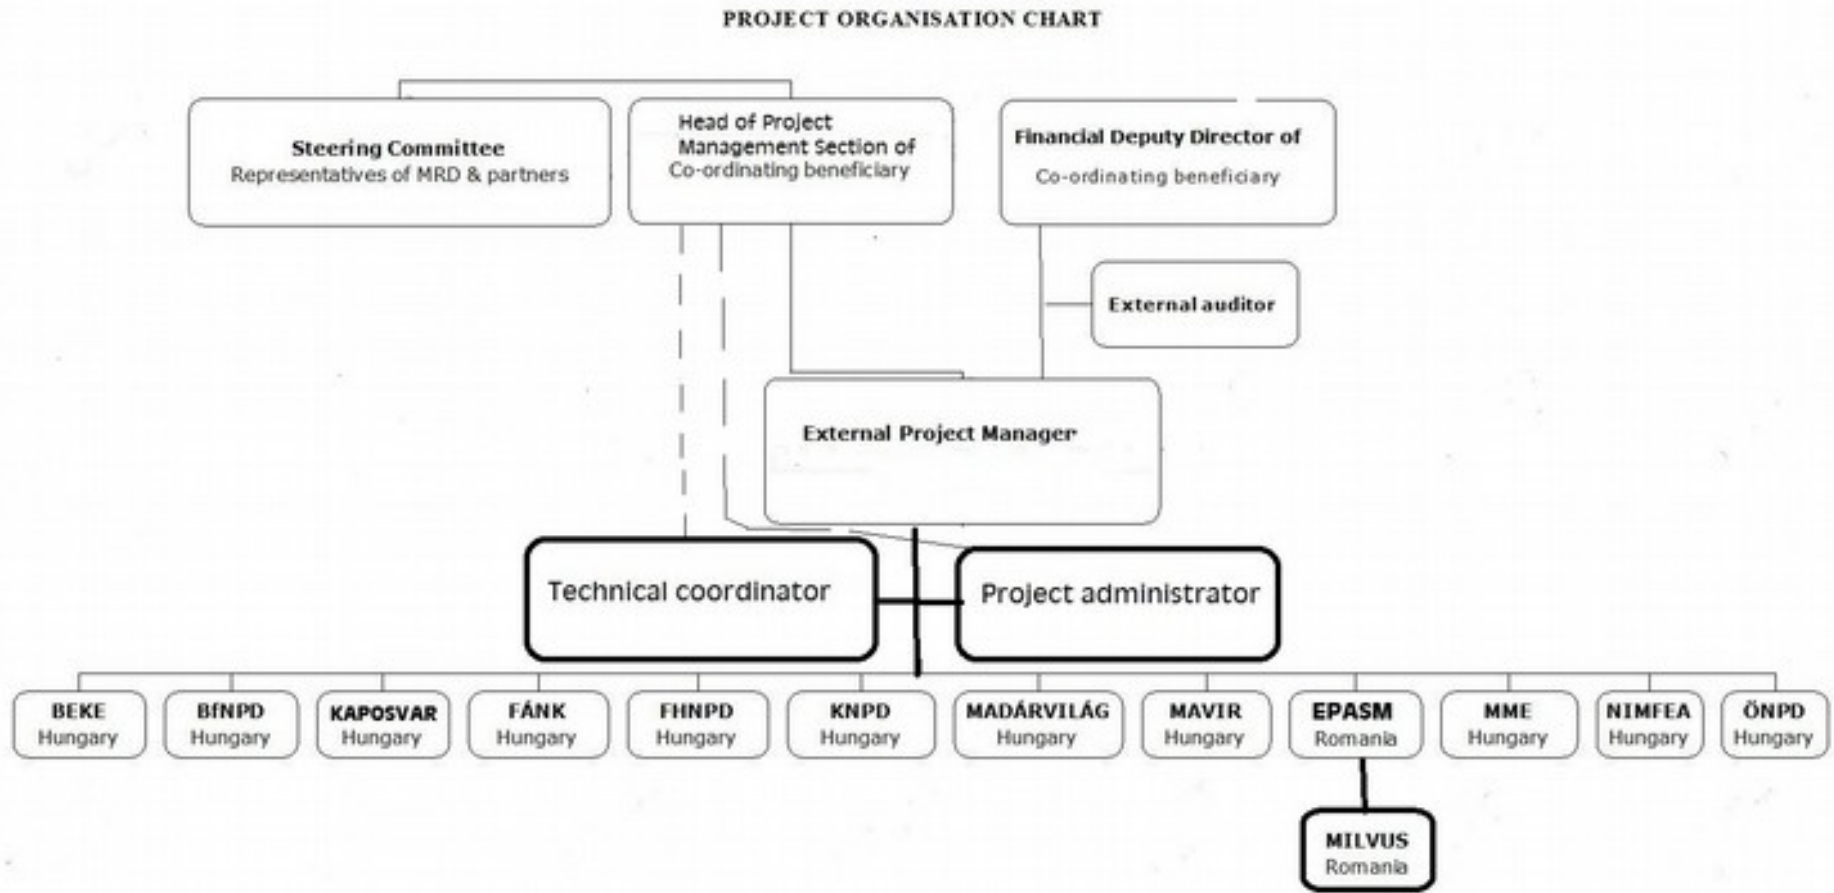 PROJECT ORGANISATION CHART
Steering Committee
Representatives of MRD & partners
Head of Project
Management Section of
Co-ordinating beneficiary
Financial Deputy Director of
Co-ordinating beneficiary
External auditor
External Project Manager
Technical coordinator
Project administrator
BEKE
Hungary
BfNPD
Hungary
KAPOSVAR
Hungary
FÁNK
Hungary
FHNPD
Hungary
KNPD
Hungary
MADÁRVILÁG
Hungary
MAVIR
Hungary
EPASM
Romania
MME
Hungary
NIMFEA
Hungary
ÖNPD
Hungary
MILVUS
Romania